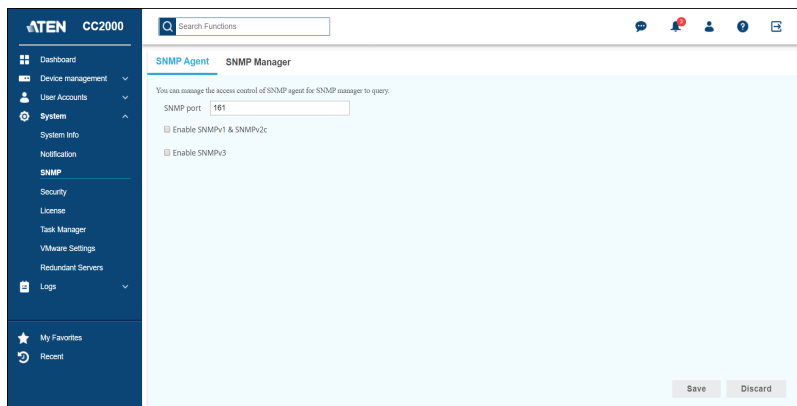 ATEN CC2000
Search Functions
3
Dashboard
Device management
User Accounts
System
System Info
Notification
SNMP
Security
License
Task Manager
VMware Settings
Redundant Servers
Logs
My Favorites
Recent
SNMP Agent SNMP Manager
You can manage the access control of SNMP agent for SNMP manager to query.
SNMP port 161
Enable SNMPv1 & SNMPv2c
Enable SNMPv3
Save Discard